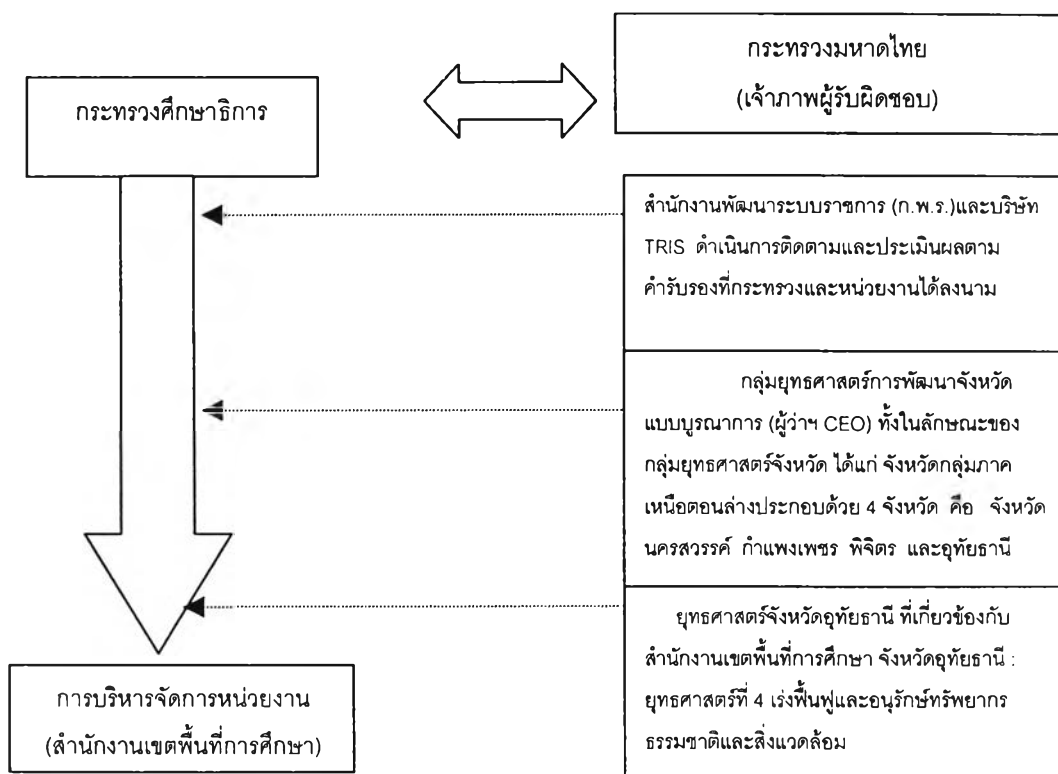 กระทรวงมหาดไทย
(เจ้าภาพผู้รับผิดชอบ)
กระทรวงศึกษาธิการ
สำนักงานพัฒนาระบบราชการ (ก.พ.ร.)และบริษัท
TRIS ดำเนินการติดตามและประเมินผลตาม
คำรับรองที่กระทรวงและหน่วยงานได้ลงนาม
กลุ่มยุทธศาสตร์การพัฒนาจังหวัด
แบบบูรณาการ (ผู้ว่าฯ CEO) ทั้งในลักษณะของ
กลุ่มยุทธศาสตร์จังหวัด ได้แก่ จังหวัดกลุ่มภาค
เหนือตอนล่างประกอบด้วย 4 จังหวัด คือ จังหวัด
นครสวรรค์ กำแพงเพชร พิจิตร และอุทัยธานี
ยุทธศาสตร์จังหวัดอุทัยธานี ที่เกี่ยวข้องกับ
สำนักงานเขตพื้นที่การศึกษา จังหวัดอุทัยธานี :
ยุทธศาสตร์ที่ 4 เร่งฟื้นฟูและอนุรักษ์ทรัพยากร
ธรรมชาติและสิ่งแวดล้อม
การบริหารจัดการหน่วยงาน
(สำนักงานเขตพื้นที่การศึกษา)